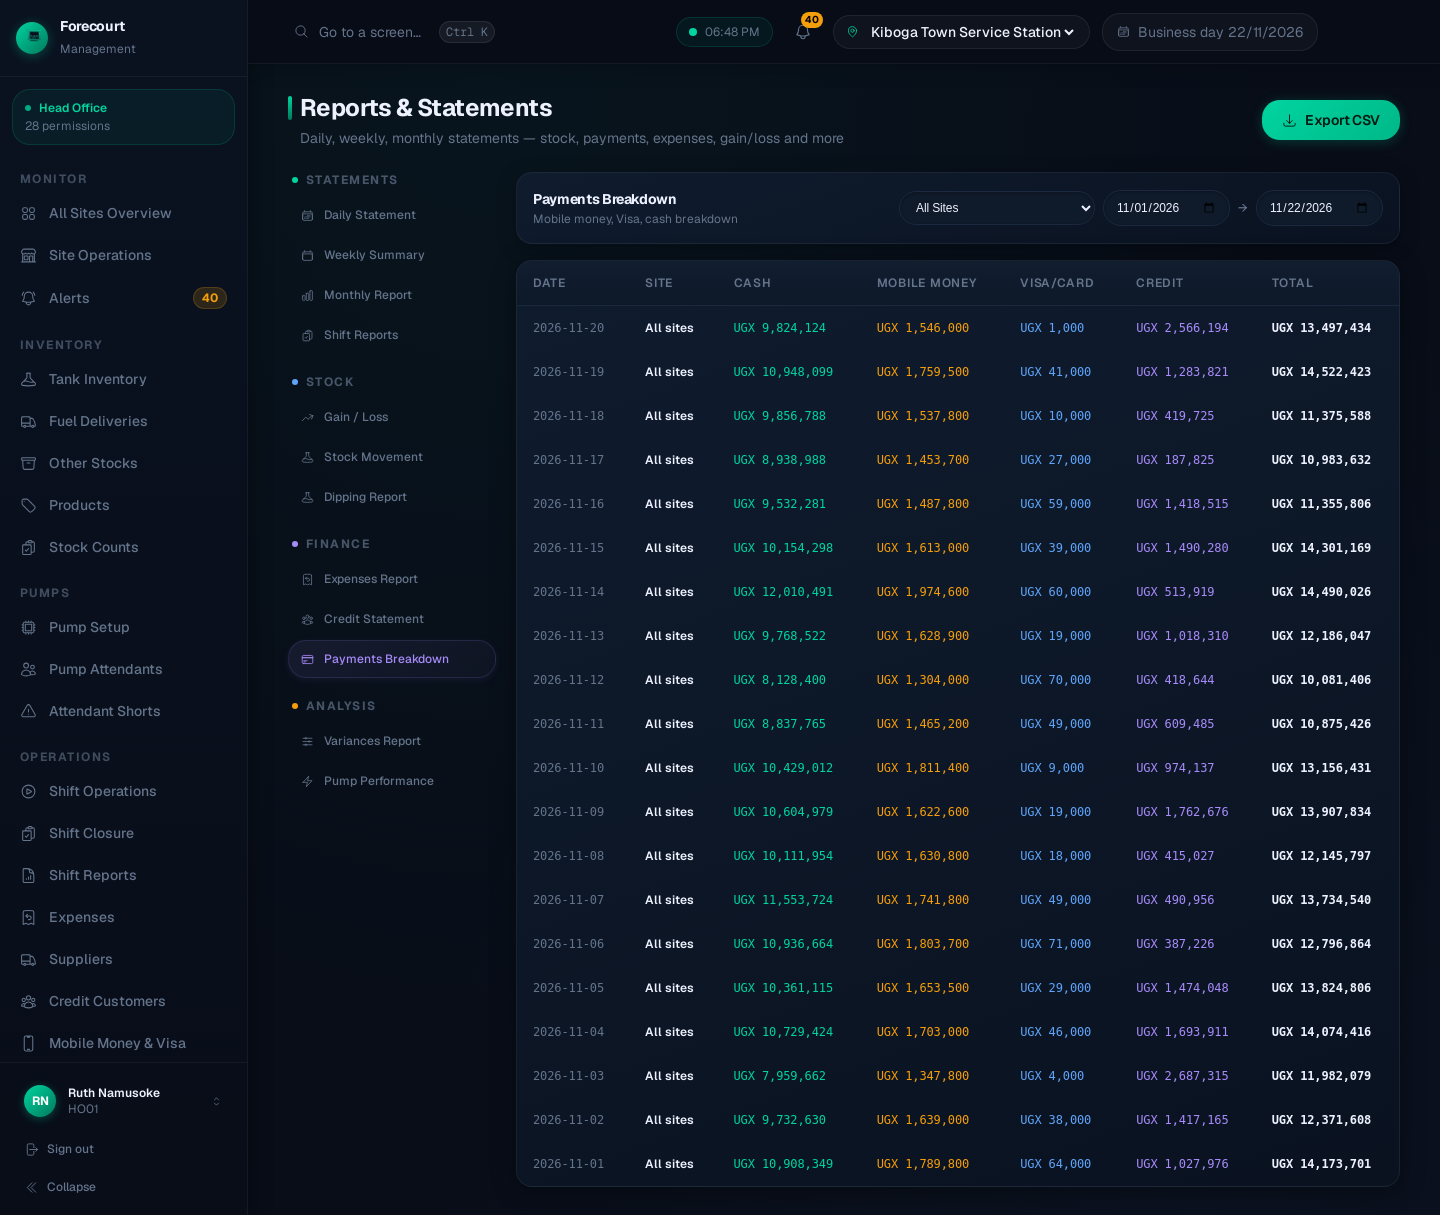 Forecourt
Management
Go to a screen...
Ctrl K
06:48 PM
40
Kiboga Town Service Station
Business day 22/11/2026
Head Office
28 permissions
MONITOR
All Sites Overview
Site Operations
Alerts
40
INVENTORY
Tank Inventory
Fuel Deliveries
Other Stocks
Products
Stock Counts
PUMPS
Pump Setup
Pump Attendants
Attendant Shorts
OPERATIONS
Shift Operations
Shift Closure
Shift Reports
Expenses
Suppliers
Credit Customers
Mobile Money & Visa
RN
Ruth Namusoke
HO01
Sign out
Collapse
Reports & Statements
Daily, weekly, monthly statements — stock, payments, expenses, gain/loss and more
Export CSV
STATEMENTS
Daily Statement
Weekly Summary
Monthly Report
Shift Reports
STOCK
Gain / Loss
Stock Movement
Dipping Report
FINANCE
Expenses Report
Credit Statement
Payments Breakdown
ANALYSIS
Variances Report
Pump Performance
Payments Breakdown
Mobile money, Visa, cash breakdown
All Sites
11/01/2026
→
11/22/2026
DATE SITE CASH MOBILE MONEY VISA/CARD CREDIT TOTAL
2026-11-20 All sites UGX 9,824,124 UGX 1,546,000 UGX 1,000 UGX 2,566,194 UGX 13,497,434
2026-11-19 All sites UGX 10,948,099 UGX 1,759,500 UGX 41,000 UGX 1,283,821 UGX 14,522,423
2026-11-18 All sites UGX 9,856,788 UGX 1,537,800 UGX 10,000 UGX 419,725 UGX 11,375,588
2026-11-17 All sites UGX 8,938,988 UGX 1,453,700 UGX 27,000 UGX 187,825 UGX 10,983,632
2026-11-16 All sites UGX 9,532,281 UGX 1,487,800 UGX 59,000 UGX 1,418,515 UGX 11,355,806
2026-11-15 All sites UGX 10,154,298 UGX 1,613,000 UGX 39,000 UGX 1,490,280 UGX 14,301,169
2026-11-14 All sites UGX 12,010,491 UGX 1,974,600 UGX 60,000 UGX 513,919 UGX 14,490,026
2026-11-13 All sites UGX 9,768,522 UGX 1,628,900 UGX 19,000 UGX 1,018,310 UGX 12,186,047
2026-11-12 All sites UGX 8,128,400 UGX 1,304,000 UGX 70,000 UGX 418,644 UGX 10,081,406
2026-11-11 All sites UGX 8,837,765 UGX 1,465,200 UGX 49,000 UGX 609,485 UGX 10,875,426
2026-11-10 All sites UGX 10,429,012 UGX 1,811,400 UGX 9,000 UGX 974,137 UGX 13,156,431
2026-11-09 All sites UGX 10,604,979 UGX 1,622,600 UGX 19,000 UGX 1,762,676 UGX 13,907,834
2026-11-08 All sites UGX 10,111,954 UGX 1,630,800 UGX 18,000 UGX 415,027 UGX 12,145,797
2026-11-07 All sites UGX 11,553,724 UGX 1,741,800 UGX 49,000 UGX 490,956 UGX 13,734,540
2026-11-06 All sites UGX 10,936,664 UGX 1,803,700 UGX 71,000 UGX 387,226 UGX 12,796,864
2026-11-05 All sites UGX 10,361,115 UGX 1,653,500 UGX 29,000 UGX 1,474,048 UGX 13,824,806
2026-11-04 All sites UGX 10,729,424 UGX 1,703,000 UGX 46,000 UGX 1,693,911 UGX 14,074,416
2026-11-03 All sites UGX 7,959,662 UGX 1,347,800 UGX 4,000 UGX 2,687,315 UGX 11,982,079
2026-11-02 All sites UGX 9,732,630 UGX 1,639,000 UGX 38,000 UGX 1,417,165 UGX 12,371,608
2026-11-01 All sites UGX 10,908,349 UGX 1,789,800 UGX 64,000 UGX 1,027,976 UGX 14,173,701